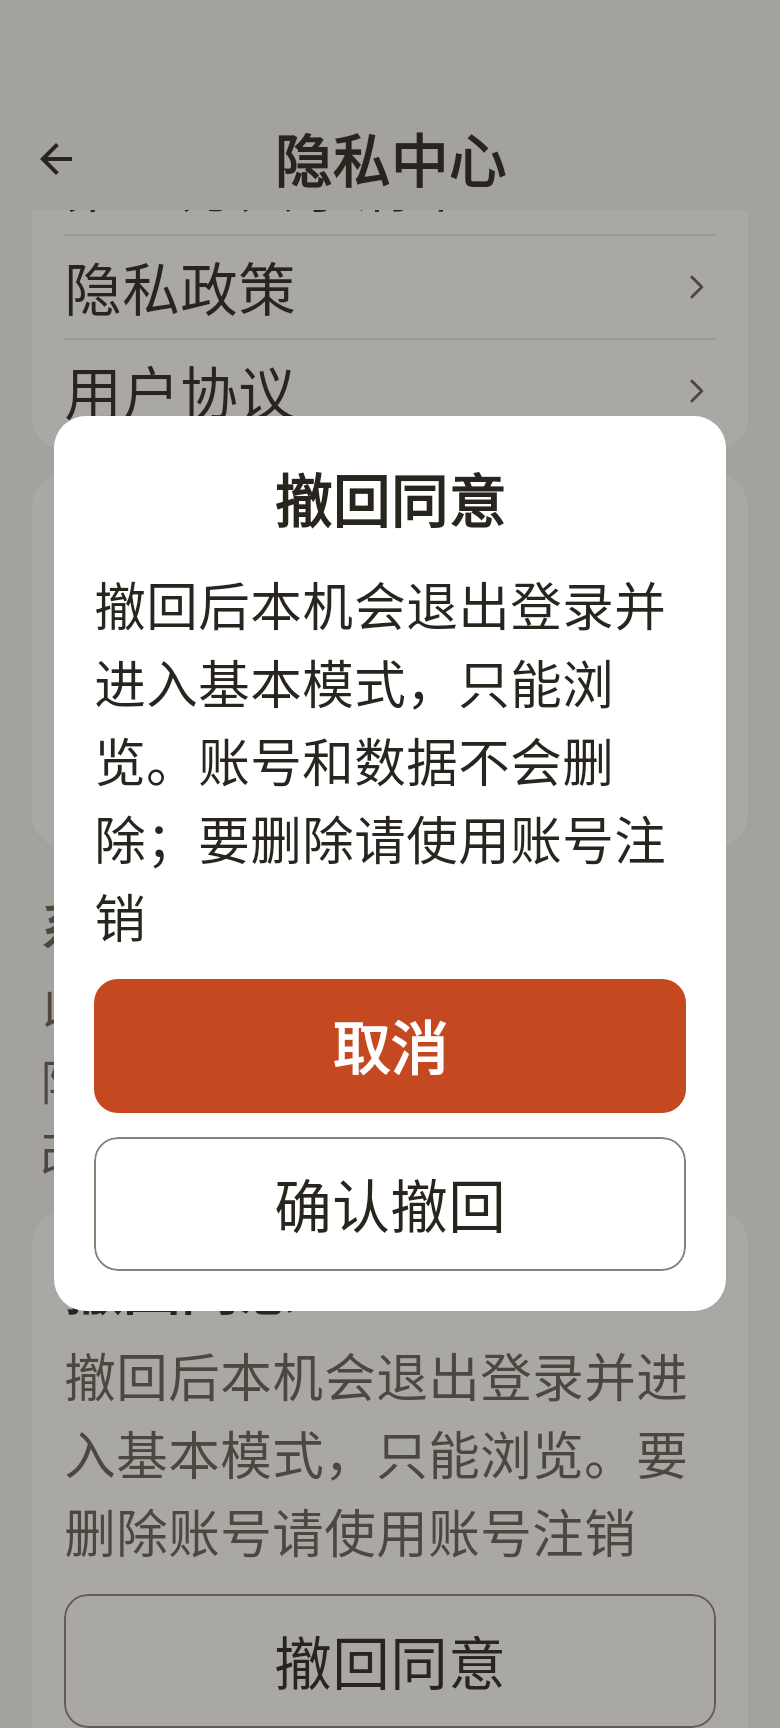 隐私中心
隐私政策
用户协议
撤回同意
撤回后本机会退出登录并
进入基本模式，只能浏
览。账号和数据不会删
除；要删除请使用账号注
销
取消
确认撤回
撤回后本机会退出登录并进
入基本模式，只能浏览。要
删除账号请使用账号注销
撤回同意